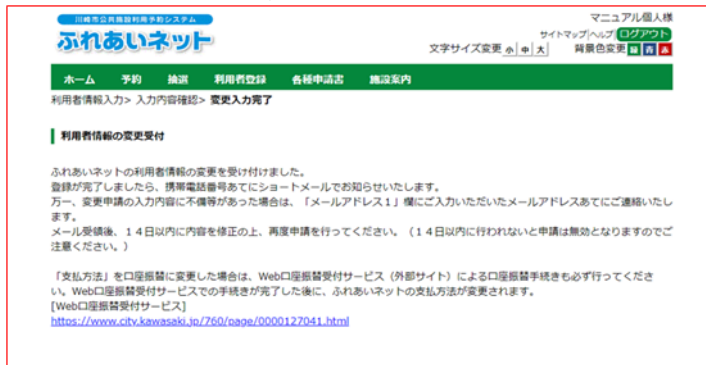 川崎市公共施設利用予約システム
ふれあいネット
マニュアル個人様
サイトマップ|ヘルプ|ログアウト
文字サイズ変更 小 中 大 背景色変更 緑 青 赤
ホーム 予約 抽選 利用者登録 各種申請書 施設案内
利用者情報入力> 入力内容確認> 変更入力完了
利用者情報の変更受付
ふれあいネットの利用者情報の変更を受け付けました。
登録が完了しましたら、携帯電話番号あてにショートメールでお知らせいたします。
万一、変更申請の入力内容に不備等があった場合は、「メールアドレス1」欄にご入力いただいたメールアドレスあてにご連絡いたし
ます。
メール受領後、14日以内に内容を修正の上、再度申請を行ってください。（14日以内に行われないと申請は無効となりますのでご
注意ください。）
「支払方法」を口座振替に変更した場合は、Web口座振替受付サービス（外部サイト）による口座振替手続きも必ず行ってくださ
い。Web口座振替受付サービスでの手続きが完了した後に、ふれあいネットの支払方法が変更されます。
[Web口座振替受付サービス]
https://www.city.kawasaki.jp/760/page/0000127041.html